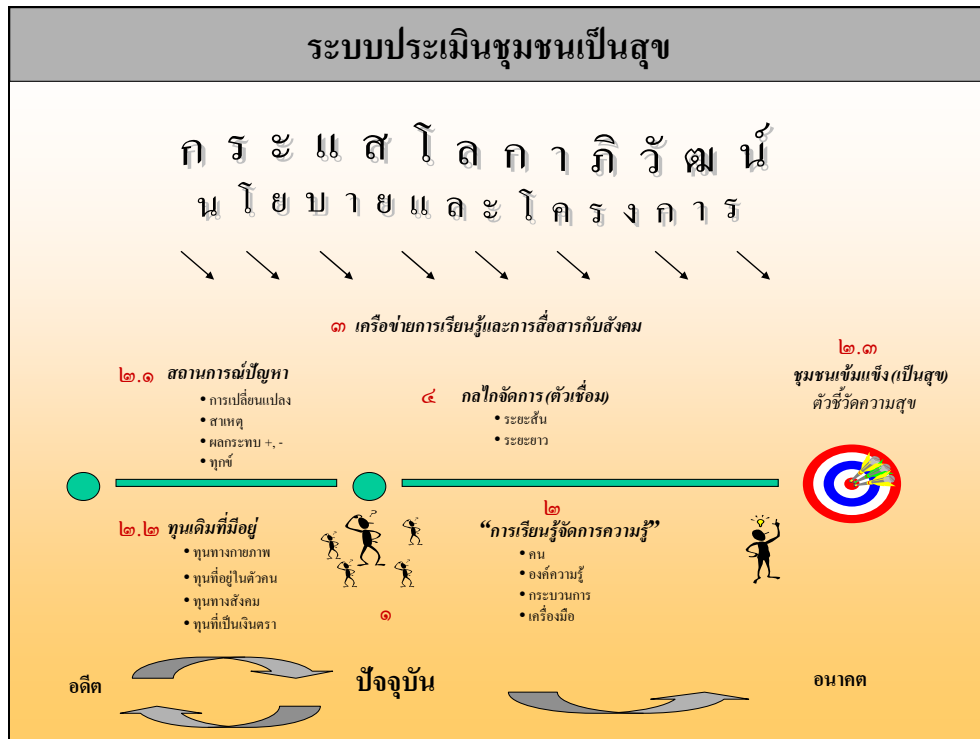 ระบบประเมินชุมชนเป็นสุข
กระแสโลกาภิวัฒน์
นโยบายและโครงการ
๓ เครือข่ายการเรียนรู้และการสื่อสารกับสังคม
๒.๑ สถานการณ์ปัญหา
• การเปลี่ยนแปลง
• สาเหตุ
• ผลกระทบ +, -
• ทุกข์
๔ กลไกจัดการ (ตัวเชื่อม)
• ระยะสั้น
• ระยะยาว
๒.๓
ชุมชนเข้มแข็ง (เป็นสุข)
ตัวชี้วัดความสุข
๒.๒ ทุนเดิมที่มีอยู่
• ทุนทางกายภาพ
• ทุนที่อยู่ในตัวคน
• ทุนทางสังคม
• ทุนที่เป็นเงินตรา
๑
๒
“การเรียนรู้จัดการความรู้”
• คน
• องค์ความรู้
• กระบวนการ
• เครื่องมือ
อดีต
ปัจจุบัน
อนาคต